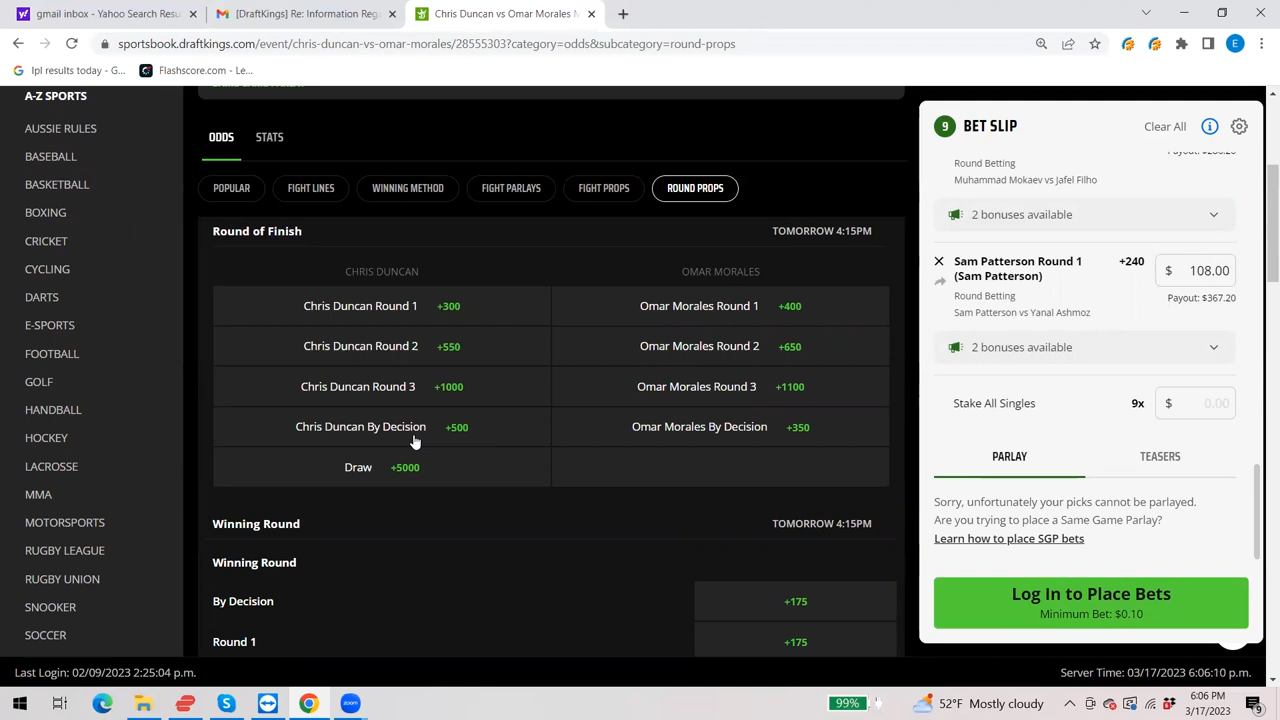 gmail inbox - Yahoo Search Resu
[DraftKings] Re: Information Reg
Chris Duncan vs Omar Morales M
sportsbook.draftkings.com/event/chris-duncan-vs-omar-morales/28555303?category=odds&subcategory=round-props
E
Ipl results today - G...
Flashscore.com - Le...
A-Z SPORTS
AUSSIE RULES
BASEBALL
BASKETBALL
BOXING
CRICKET
CYCLING
DARTS
E-SPORTS
FOOTBALL
GOLF
HANDBALL
HOCKEY
LACROSSE
MMA
MOTORSPORTS
RUGBY LEAGUE
RUGBY UNION
SNOOKER
SOCCER
ODDS STATS
POPULAR FIGHT LINES WINNING METHOD FIGHT PARLAYS FIGHT PROPS ROUND PROPS
Round of Finish TOMORROW 4:15PM
CHRIS DUNCAN OMAR MORALES
Chris Duncan Round 1 +300 Omar Morales Round 1 +400
Chris Duncan Round 2 +550 Omar Morales Round 2 +650
Chris Duncan Round 3 +1000 Omar Morales Round 3 +1100
Chris Duncan By Decision +500 Omar Morales By Decision +350
Draw +5000
Winning Round TOMORROW 4:15PM
Winning Round
By Decision +175
Round 1 +175
9 BET SLIP Clear All
Round Betting
Muhammad Mokaev vs Jafel Filho
2 bonuses available
Sam Patterson Round 1 +240 $ 108.00
(Sam Patterson)
Round Betting Payout: $367.20
Sam Patterson vs Yanal Ashmoz
2 bonuses available
Stake All Singles 9x $ 0.00
PARLAY TEASERS
Sorry, unfortunately your picks cannot be parlayed.
Are you trying to place a Same Game Parlay?
Learn how to place SGP bets
Log In to Place Bets
Minimum Bet: $0.10
Last Login: 02/09/2023 2:25:04 p.m. Server Time: 03/17/2023 6:06:10 p.m.
99% 52°F Mostly cloudy 6:06 PM
3/17/2023 9